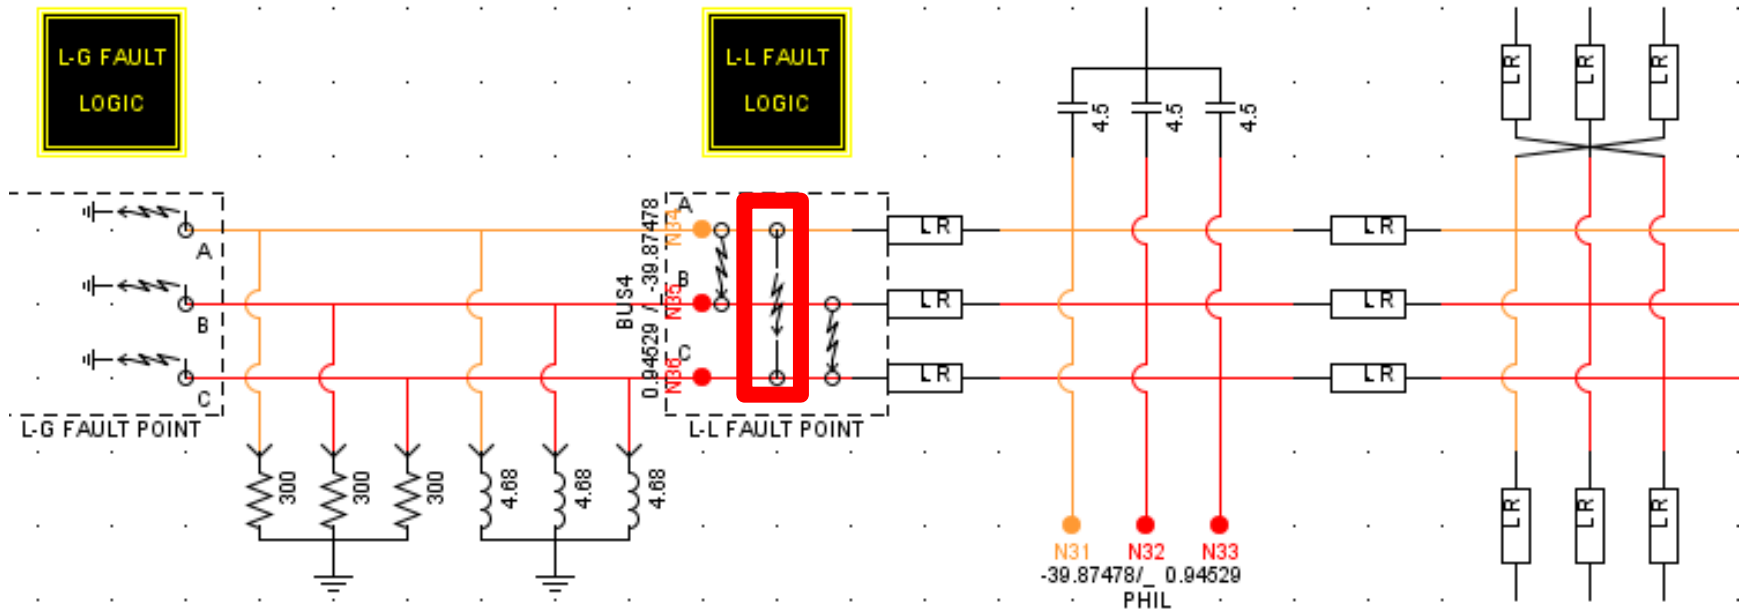 L-G FAULT
LOGIC
L-L FAULT
LOGIC
4.5
4.5
4.5
LR
LR
LR
A
B
C
L-G FAULT POINT
BUS4
0.94529 /_ -39.87478
N34
N35
N36
A
B
C
L-L FAULT POINT
LR
LR
LR
LR
LR
LR
300
300
300
4.68
4.68
4.68
N31
N32
N33
-39.87478/_ 0.94529
PHIL
LR
LR
LR